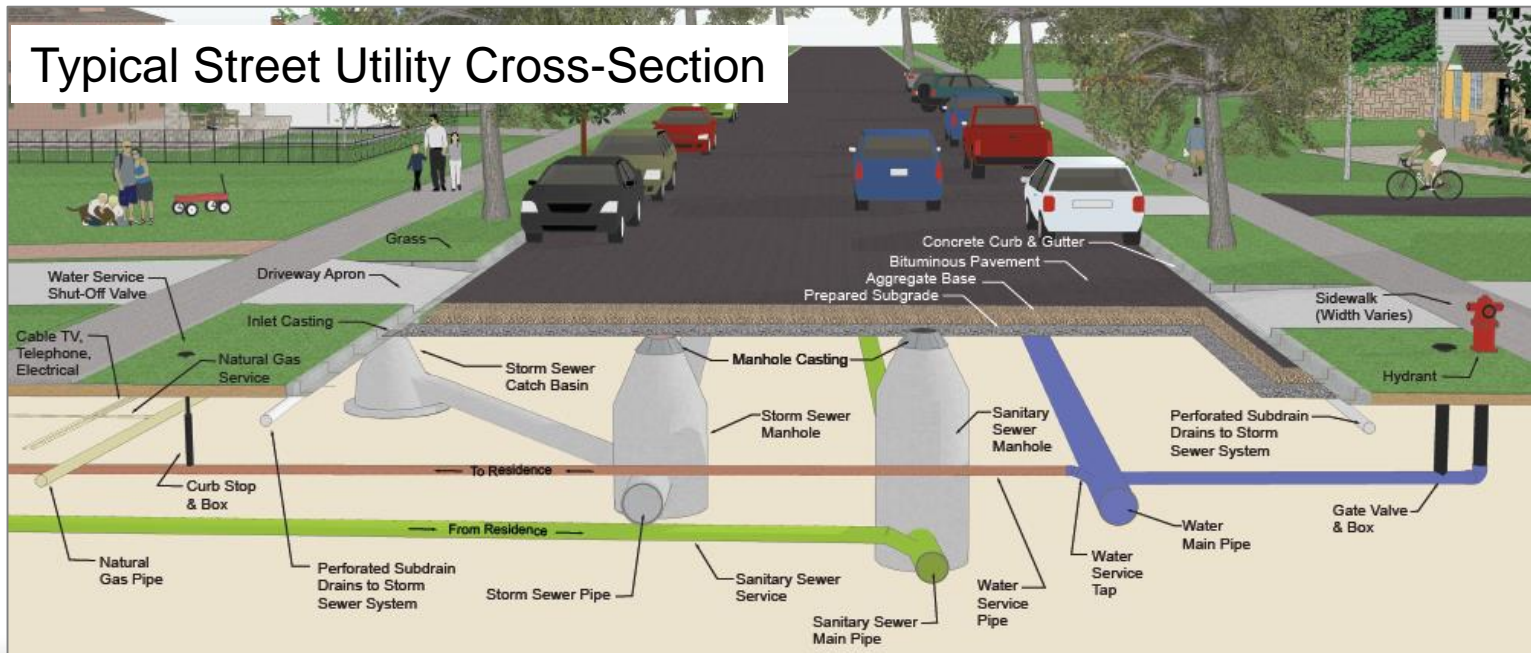 Typical Street Utility Cross-Section
Grass
Concrete Curb & Gutter
Water Service
Shut-Off Valve
Driveway Apron
Bituminous Pavement
Aggregate Base
Prepared Subgrade
Sidewalk
(Width Varies)
Inlet Casting
Cable TV,
Telephone,
Electrical
Natural Gas
Service
Storm Sewer
Catch Basin
Manhole Casting
Hydrant
Storm Sewer
Manhole
Sanitary
Sewer
Manhole
Perforated Subdrain
Drains to Storm
Sewer System
To Residence
Curb Stop
& Box
Gate Valve
& Box
From Residence
Water
Main Pipe
Natural
Gas Pipe
Perforated Subdrain
Drains to Storm
Sewer System
Storm Sewer Pipe
Sanitary Sewer
Service
Sanitary Sewer
Main Pipe
Water
Service
Pipe
Water
Service
Tap